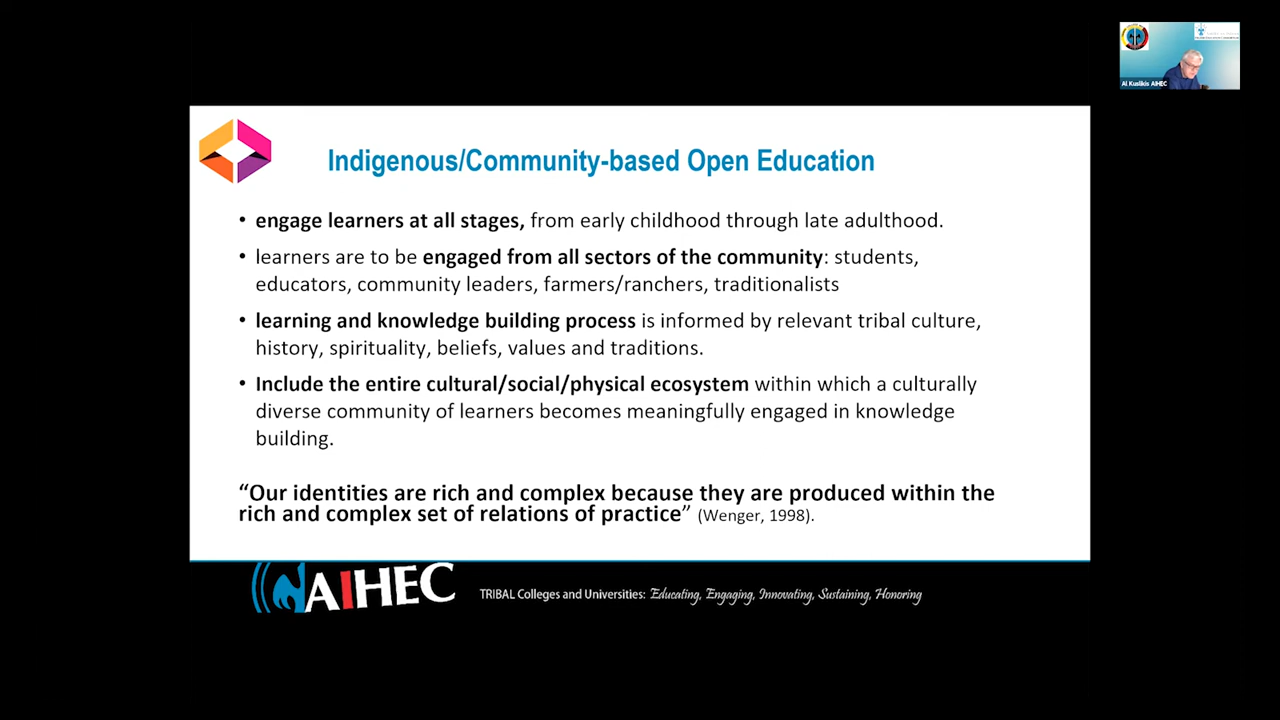 Al Kuslikis AIHEC
Indigenous/Community-based Open Education
• engage learners at all stages, from early childhood through late adulthood.
• learners are to be engaged from all sectors of the community: students,
educators, community leaders, farmers/ranchers, traditionalists
• learning and knowledge building process is informed by relevant tribal culture,
history, spirituality, beliefs, values and traditions.
• Include the entire cultural/social/physical ecosystem within which a culturally
diverse community of learners becomes meaningfully engaged in knowledge
building.
“Our identities are rich and complex because they are produced within the
rich and complex set of relations of practice” (Wenger, 1998).
AIHEC
TRIBAL Colleges and Universities: Educating, Engaging, Innovating, Sustaining, Honoring